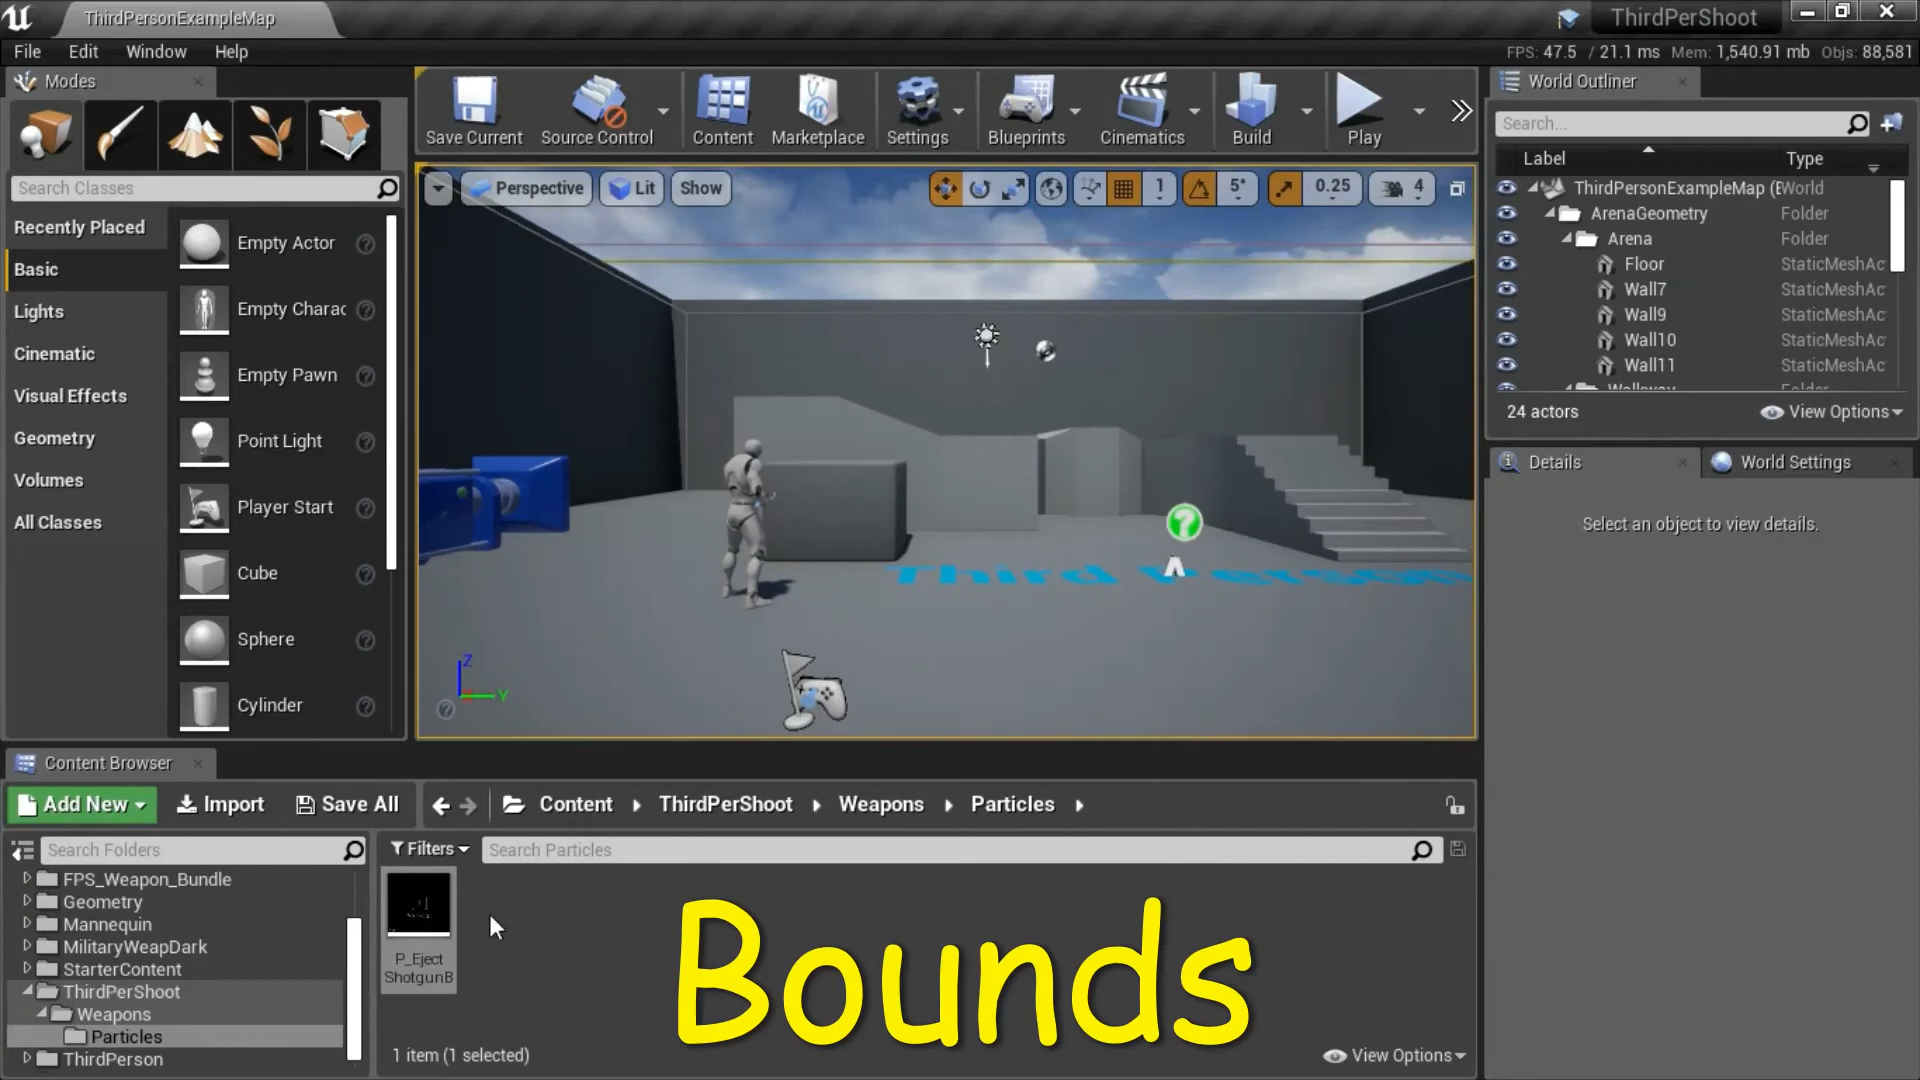 ThirdPersonExampleMap
ThirdPerShoot
File Edit Window Help
FPS: 47.5 / 21.1 ms Mem: 1,540.91 mb Objs: 88,581
Modes
Search Classes
Recently Placed
Basic
Lights
Cinematic
Visual Effects
Geometry
Volumes
All Classes
Empty Actor
Empty Charac
Empty Pawn
Point Light
Player Start
Cube
Sphere
Cylinder
Save Current Source Control Content Marketplace Settings Blueprints Cinematics Build Play
Perspective Lit Show
1 5° 0.25 4
Third Person
Z
Y
World Outliner
Search...
Label Type
ThirdPersonExampleMap (E World
ArenaGeometry Folder
Arena Folder
Floor StaticMeshAc
Wall7 StaticMeshAc
Wall9 StaticMeshAc
Wall10 StaticMeshAc
Wall11 StaticMeshAc
Walkway Folder
24 actors View Options
Details World Settings
Select an object to view details.
Content Browser
Add New Import Save All Content ThirdPerShoot Weapons Particles
Search Folders
FPS_Weapon_Bundle
Geometry
Mannequin
MilitaryWeapDark
StarterContent
ThirdPerShoot
Weapons
Particles
ThirdPerson
Filters Search Particles
P_Eject
ShotgunB
Bounds
1 item (1 selected) View Options